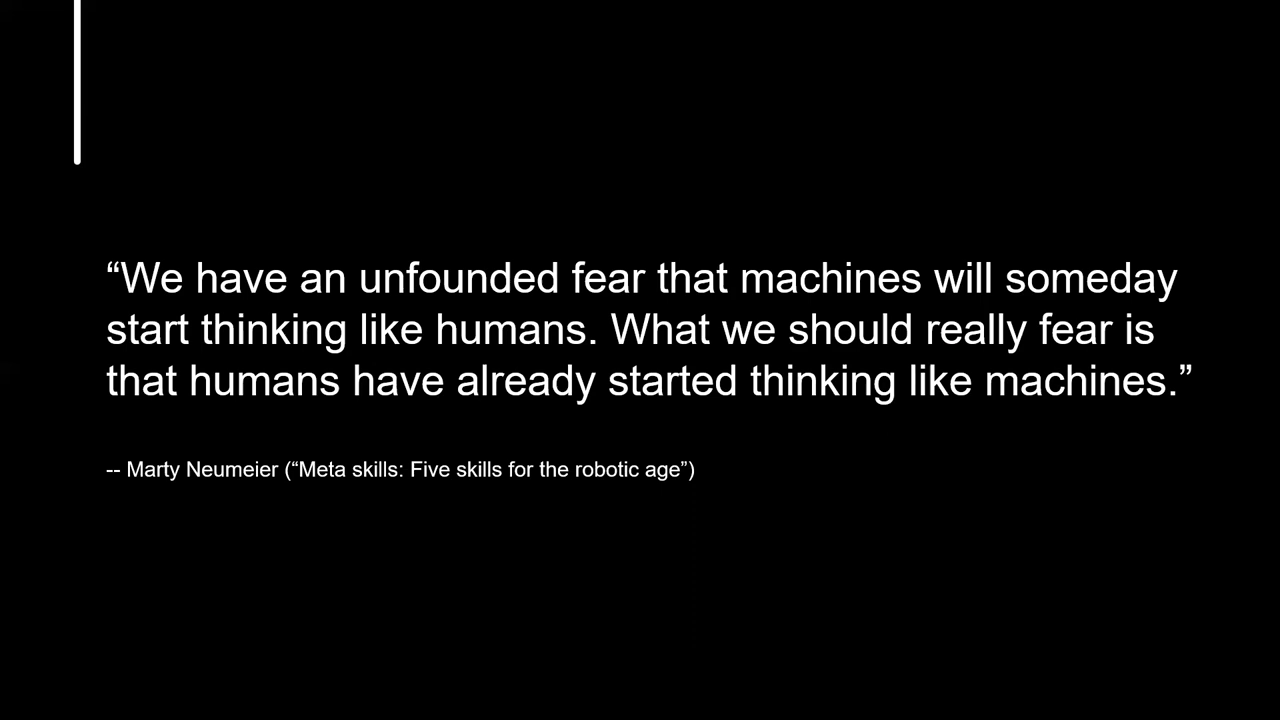 “We have an unfounded fear that machines will someday
start thinking like humans. What we should really fear is
that humans have already started thinking like machines.”
-- Marty Neumeier (“Meta skills: Five skills for the robotic age”)